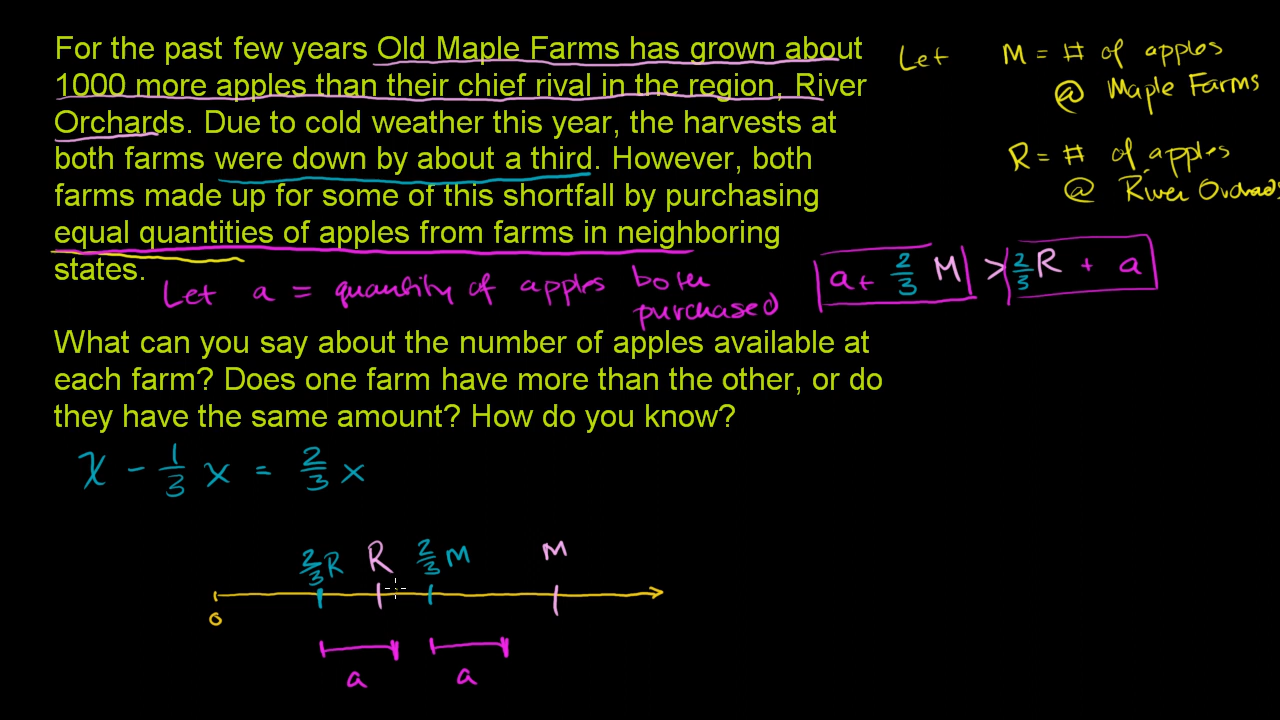 For the past few years Old Maple Farms has grown about
1000 more apples than their chief rival in the region, River
Orchards. Due to cold weather this year, the harvests at
both farms were down by about a third. However, both
farms made up for some of this shortfall by purchasing
equal quantities of apples from farms in neighboring
states.
Let M = # of apples
@ Maple Farms
R = # of apples
@ River Orchards
Let a = quantity of apples both
purchased
a + 2/3 M > 2/3 R + a
What can you say about the number of apples available at
each farm? Does one farm have more than the other, or do
they have the same amount? How do you know?
x - 1/3 x = 2/3 x
2/3 R R 2/3 M M
0
a a